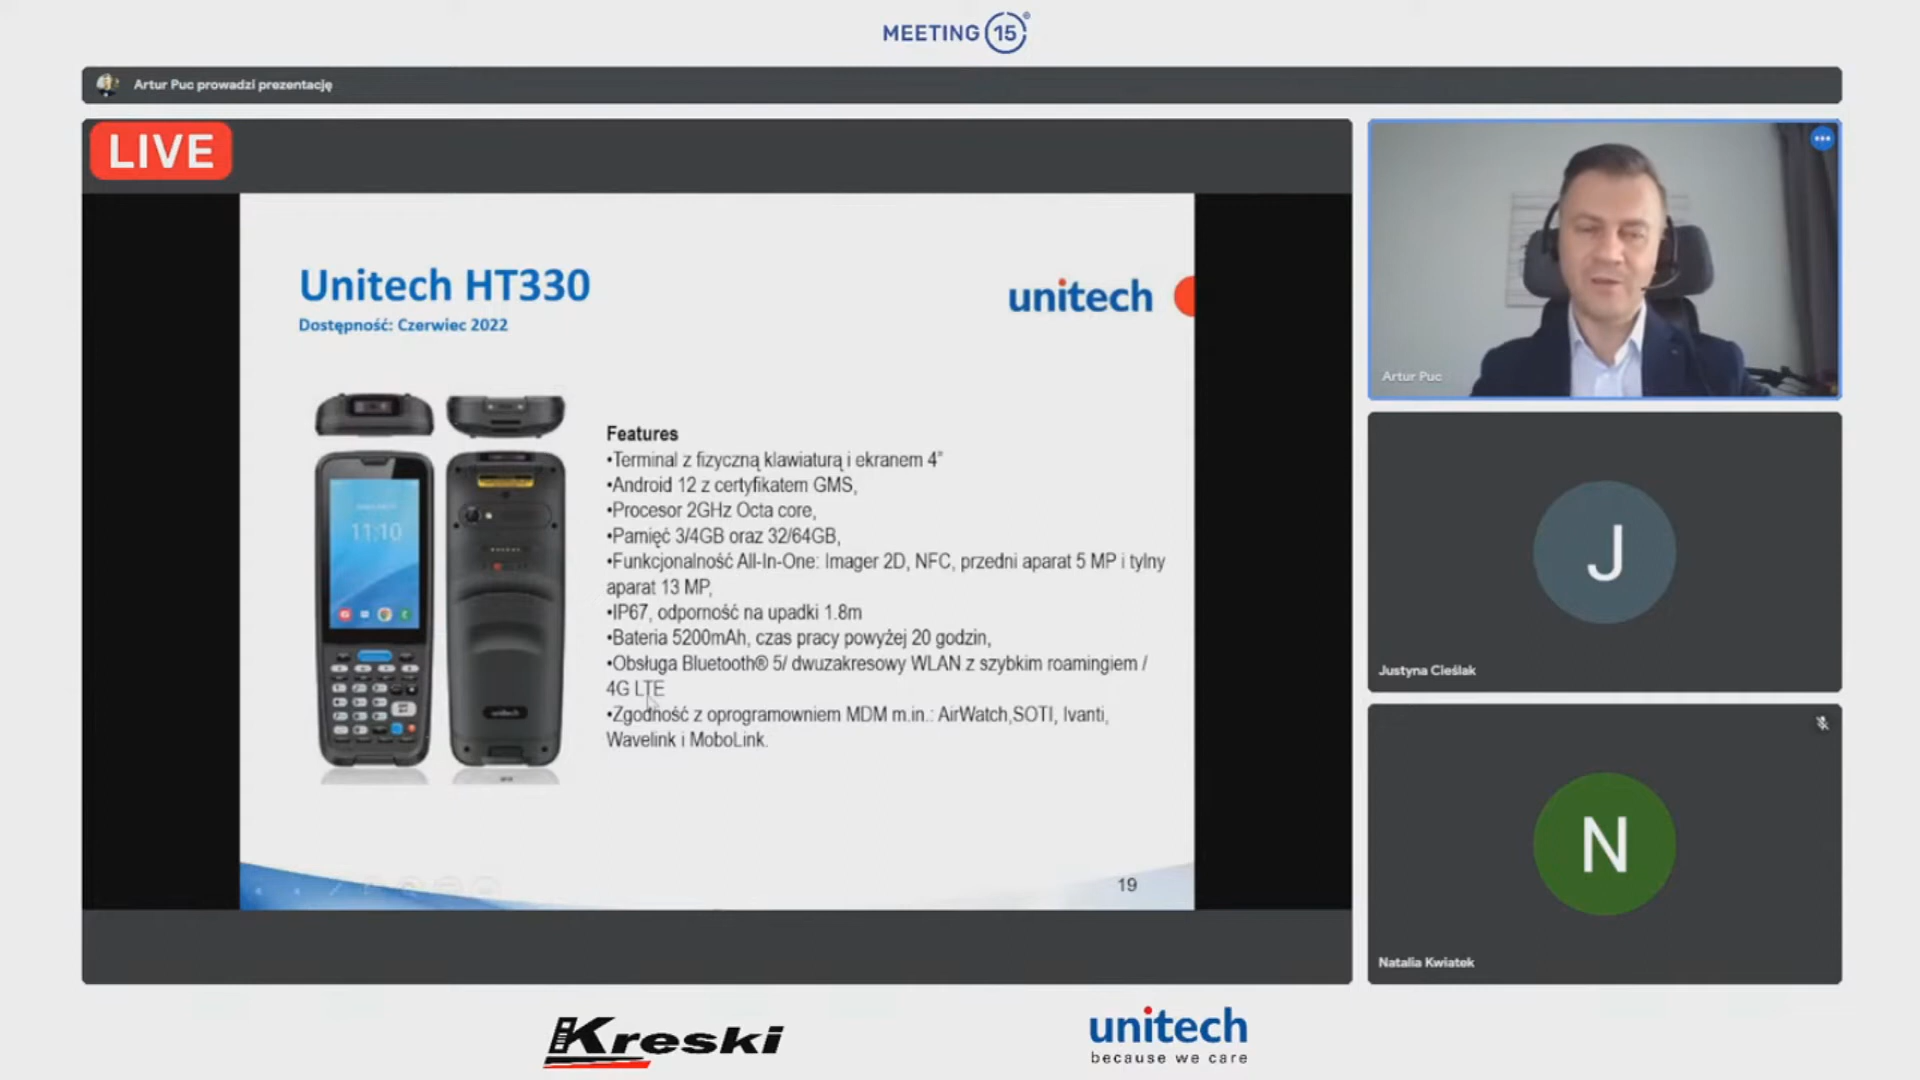 MEETING 15
Artur Puc prowadzi prezentację
LIVE
Unitech HT330
Dostępność: Czerwiec 2022
unitech
11:10
unitech
Features
•Terminal z fizyczną klawiaturą i ekranem 4"
•Android 12 z certyfikatem GMS,
•Procesor 2GHz Octa core,
•Pamięć 3/4GB oraz 32/64GB,
•Funkcjonalność All-In-One: Imager 2D, NFC, przedni aparat 5 MP i tylny
aparat 13 MP,
•IP67, odporność na upadki 1.8m
•Bateria 5200mAh, czas pracy powyżej 20 godzin,
•Obsługa Bluetooth® 5/ dwuzakresowy WLAN z szybkim roamingiem /
4G LTE
•Zgodność z oprogramowniem MDM m.in.: AirWatch,SOTI, Ivanti,
Wavelink i MoboLink.
19
Artur Puc
J
Justyna Cieślak
N
Natalia Kwiatek
Kreski
unitech
because we care